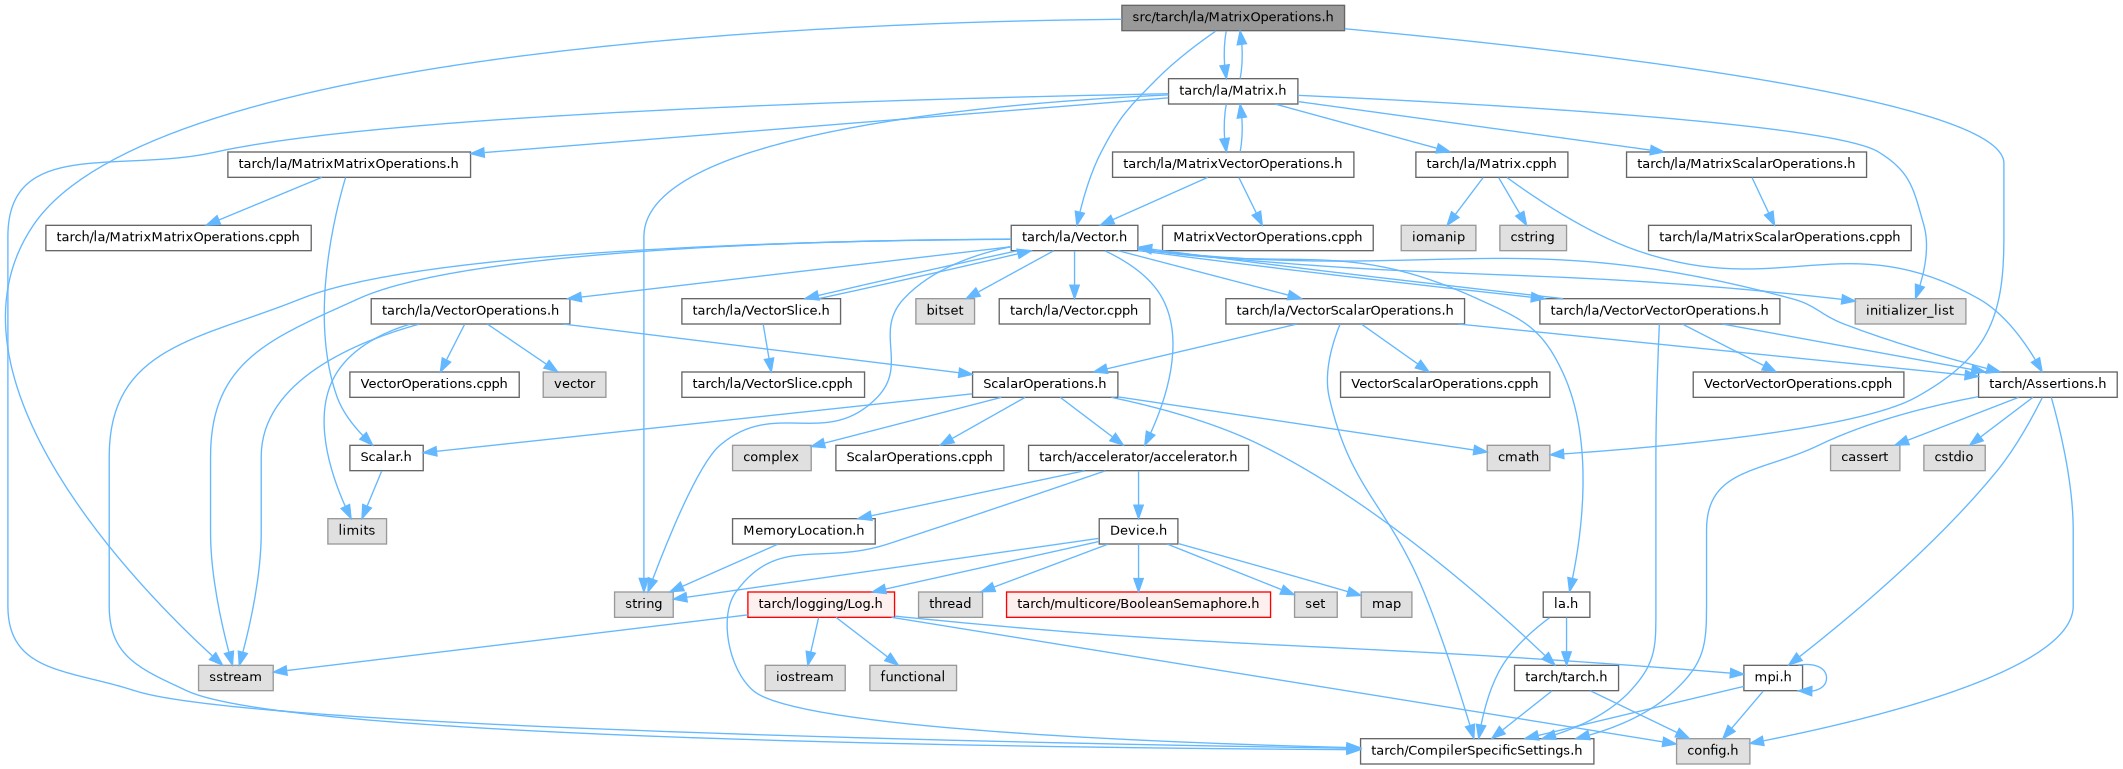 src/tarch/la/MatrixOperations.h
tarch/la/Matrix.h
tarch/la/MatrixMatrixOperations.h
tarch/la/MatrixVectorOperations.h
tarch/la/Matrix.cpph
tarch/la/MatrixScalarOperations.h
tarch/la/MatrixMatrixOperations.cpph
tarch/la/Vector.h
MatrixVectorOperations.cpph
iomanip
cstring
tarch/la/MatrixScalarOperations.cpph
tarch/la/VectorOperations.h
tarch/la/VectorSlice.h
bitset
tarch/la/Vector.cpph
tarch/la/VectorScalarOperations.h
tarch/la/VectorVectorOperations.h
initializer_list
VectorOperations.cpph
vector
tarch/la/VectorSlice.cpph
ScalarOperations.h
VectorScalarOperations.cpph
VectorVectorOperations.cpph
tarch/Assertions.h
Scalar.h
complex
ScalarOperations.cpph
tarch/accelerator/accelerator.h
cmath
cassert
cstdio
limits
MemoryLocation.h
Device.h
string
tarch/logging/Log.h
thread
tarch/multicore/BooleanSemaphore.h
set
map
la.h
sstream
iostream
functional
tarch/tarch.h
mpi.h
tarch/CompilerSpecificSettings.h
config.h